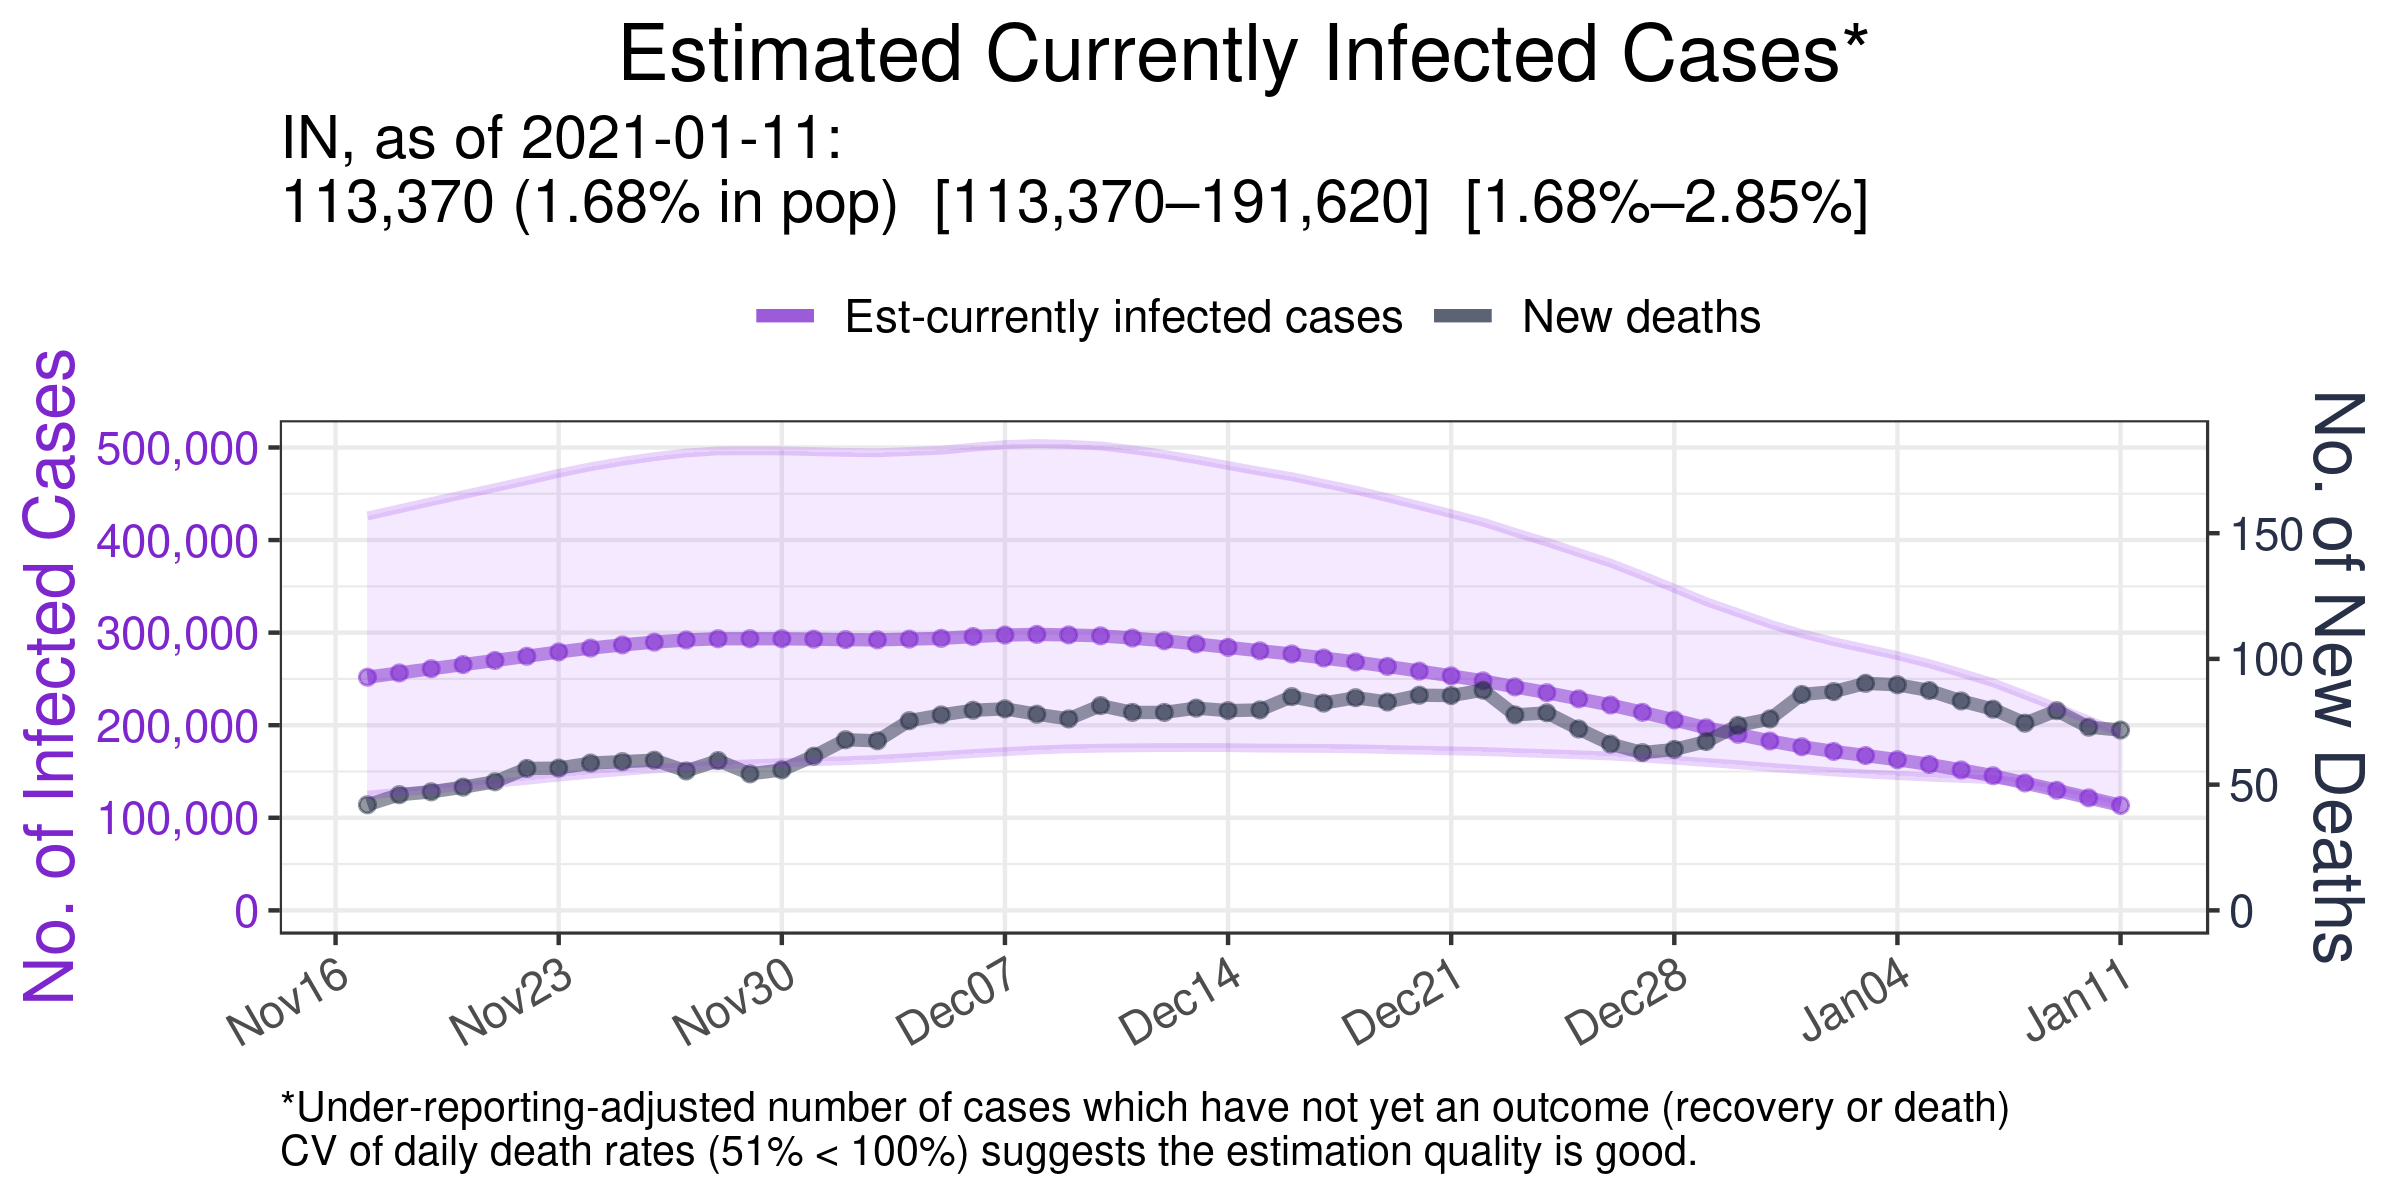 Estimated Currently Infected Cases*
IN, as of 2021-01-11:
113,370 (1.68% in pop)  [113,370–191,620]  [1.68%–2.85%]
Est-currently infected cases
New deaths
No. of Infected Cases
500,000
400,000
300,000
200,000
100,000
0
150
100
50
0
No. of New Deaths
Nov16
Nov23
Nov30
Dec07
Dec14
Dec21
Dec28
Jan04
Jan11
*Under-reporting-adjusted number of cases which have not yet an outcome (recovery or death)
CV of daily death rates (51% < 100%) suggests the estimation quality is good.